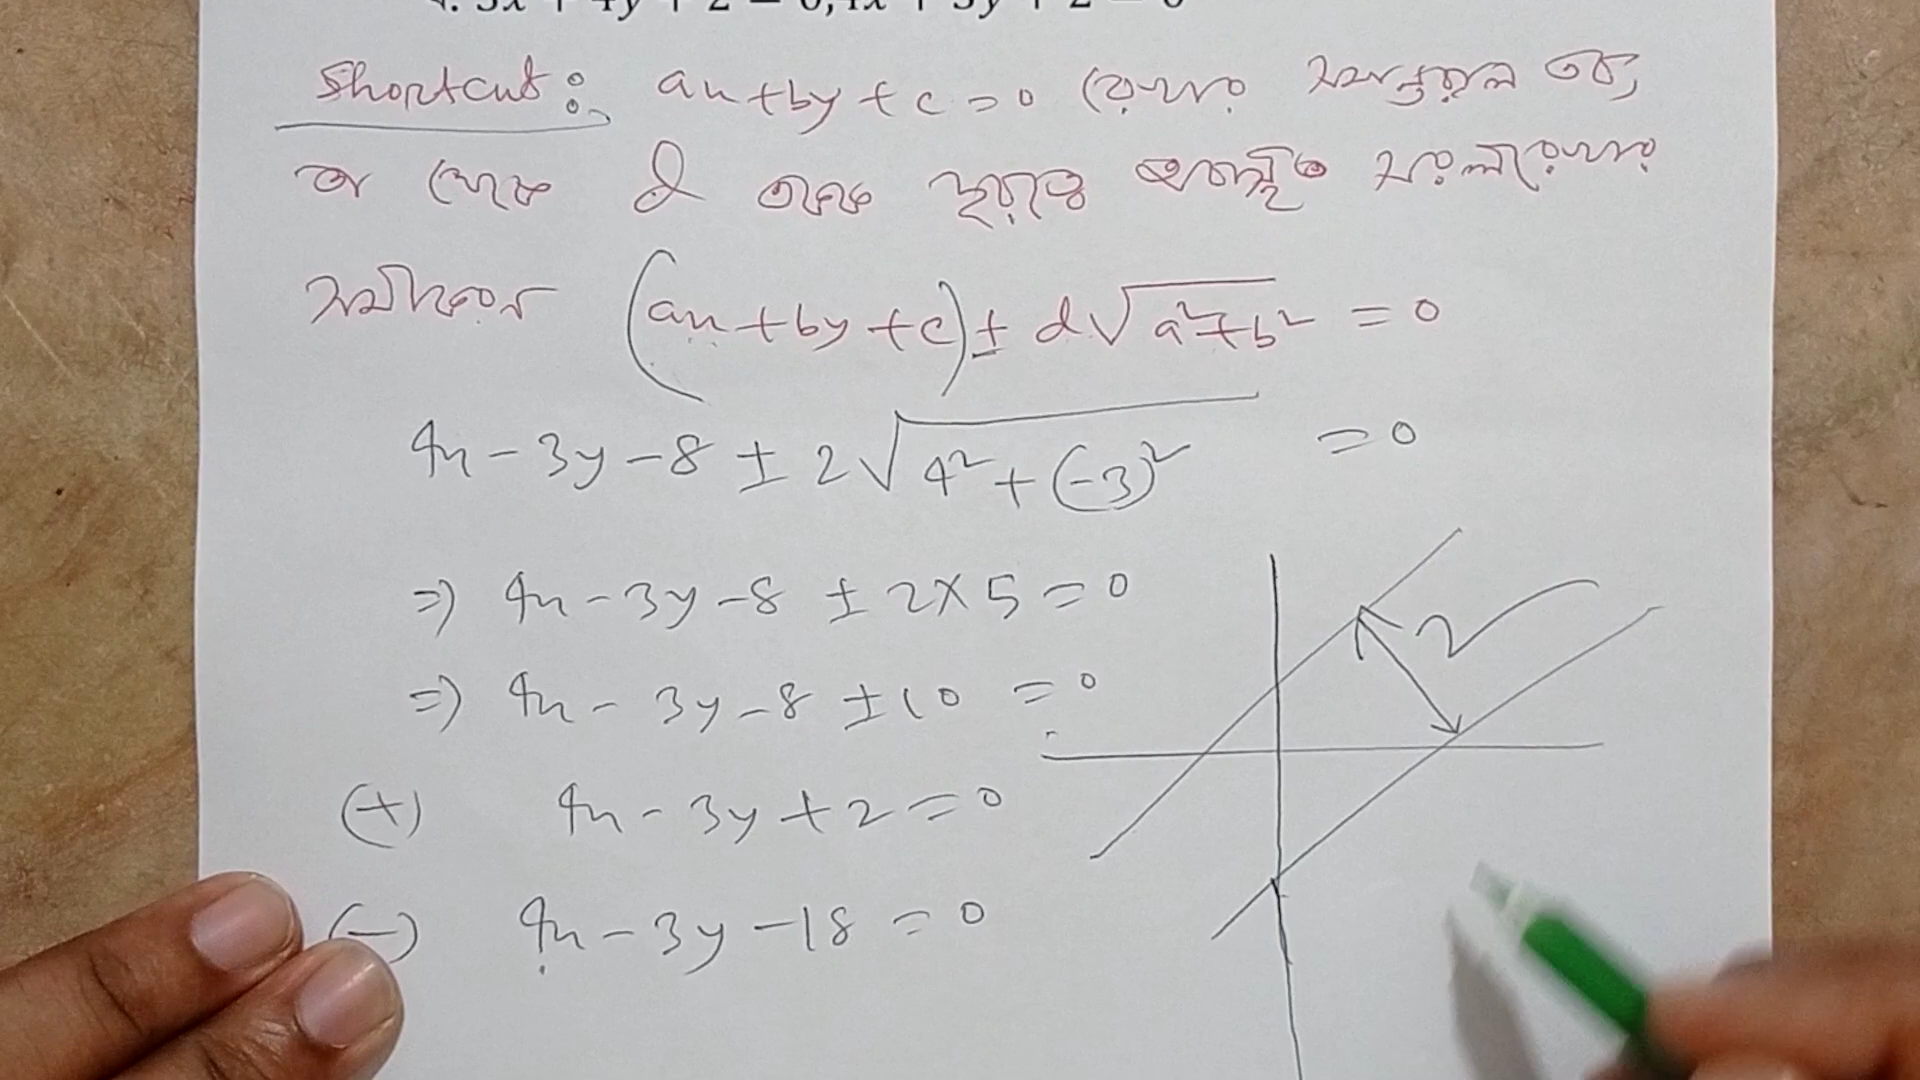 Shortcut: ax+by+c=0 রেখার সমান্তরাল এবং
তা থেকে d একক দূরত্বে অবস্থিত সরলরেখার
সমীকরণ (ax+by+c) ± d√a²+b² = 0
4x-3y-8 ± 2√4²+(-3)² = 0
⇒) 4x-3y-8 ± 2×5=0
⇒) 4x-3y-8 ±10 = 0
(+) 4x-3y+2=0
(-) 4x-3y-18=0
2